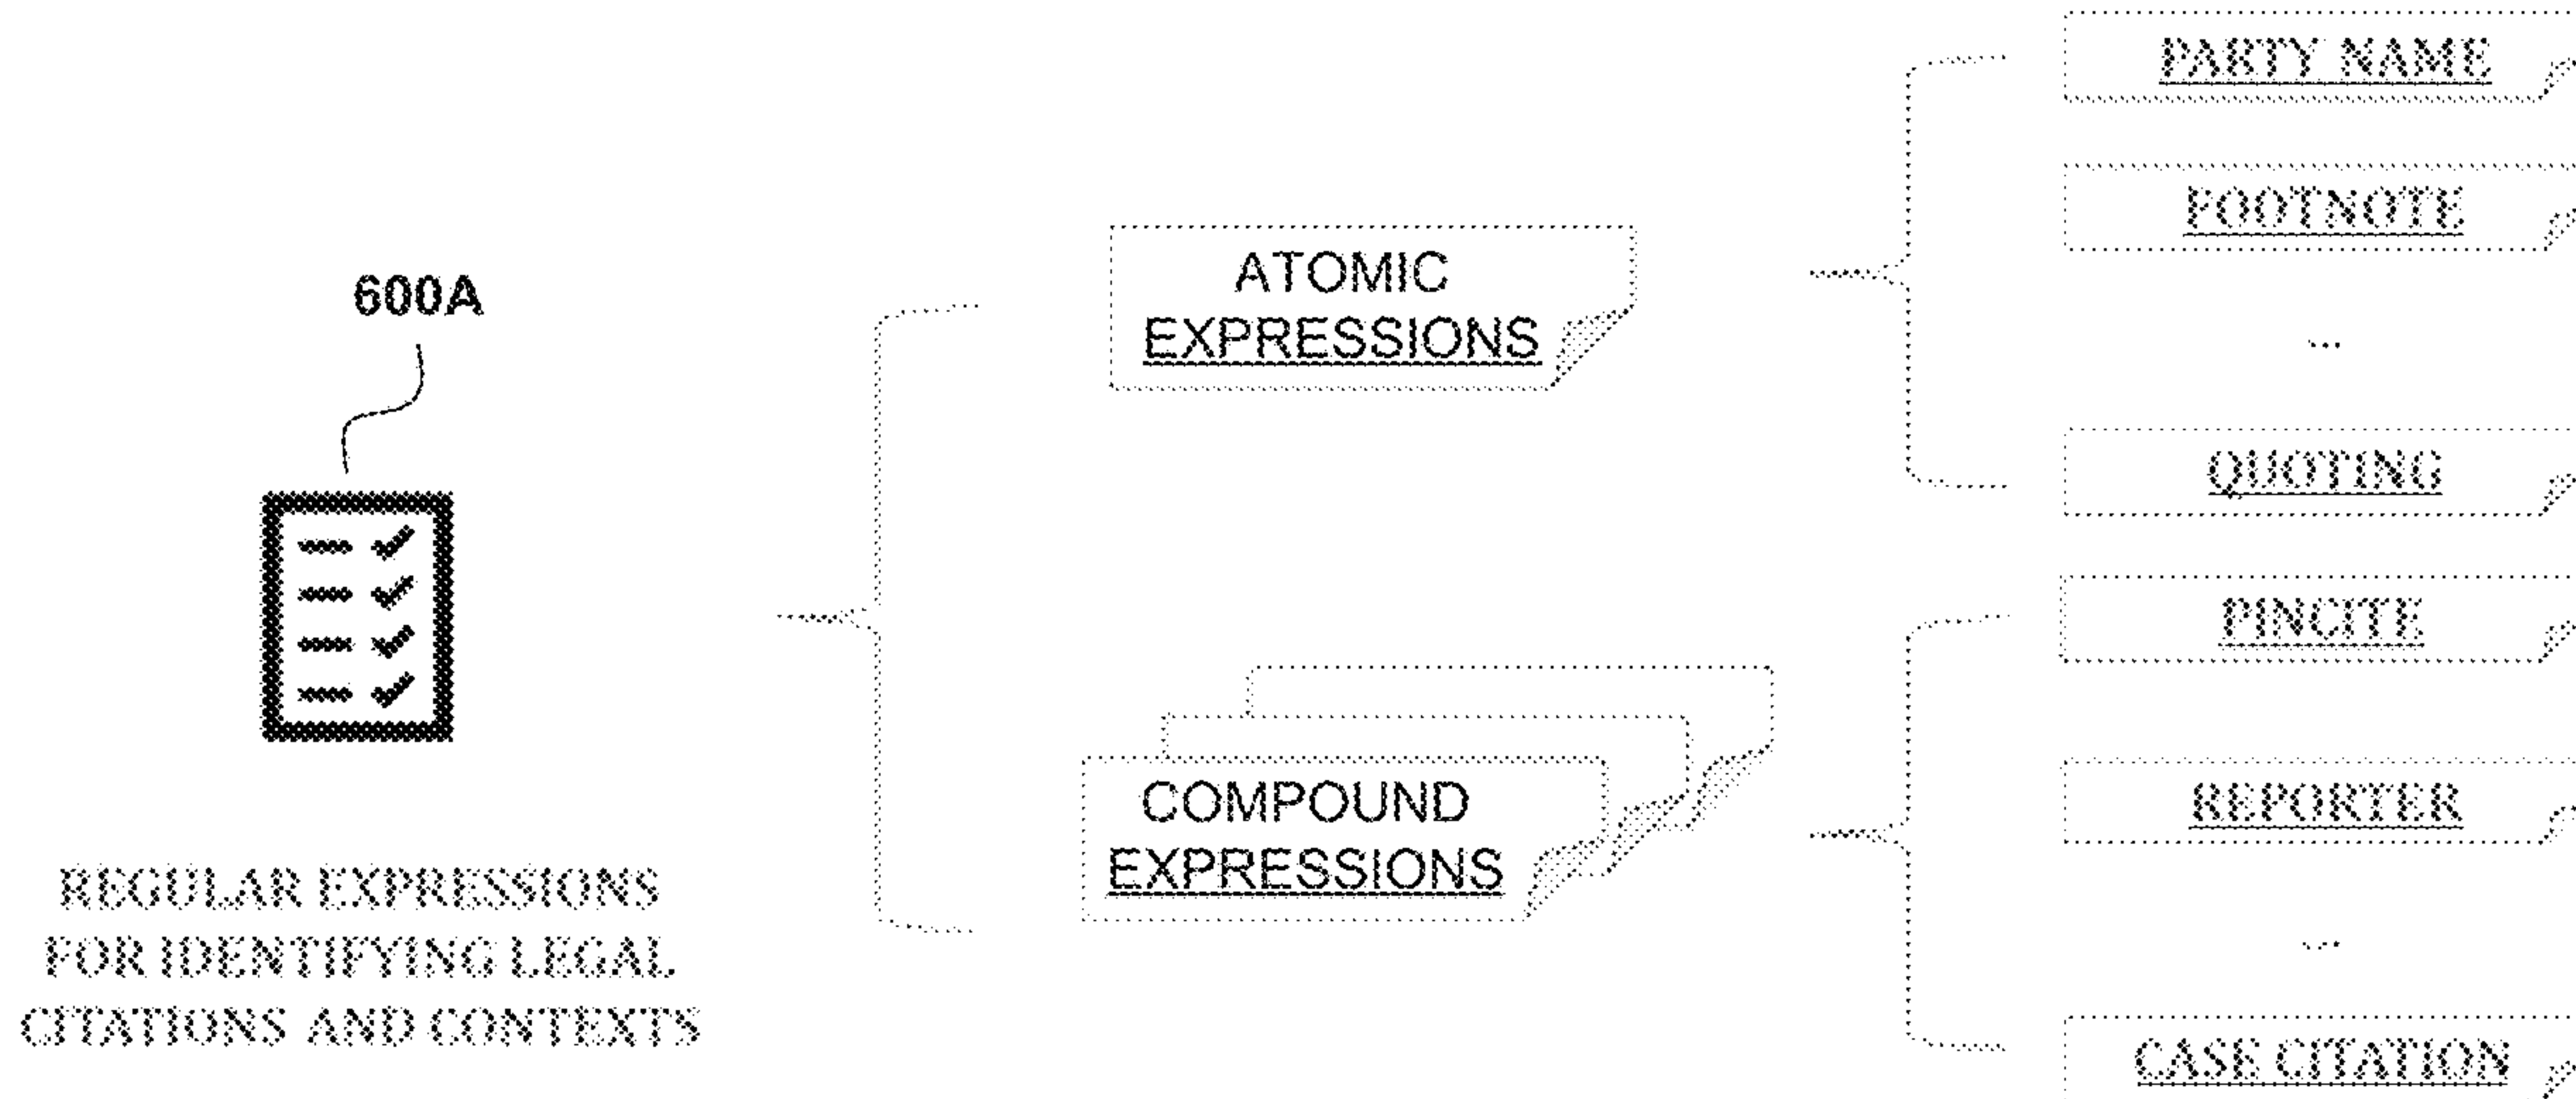 600A
REGULAR EXPRESSIONS
FOR IDENTIFYING LEGAL
CITATIONS AND CONTEXTS
ATOMIC
EXPRESSIONS
COMPOUND
EXPRESSIONS
PARTY NAME
FOOTNOTE
...
QUOTING
PINCITE
REPORTER
...
CASE CITATION